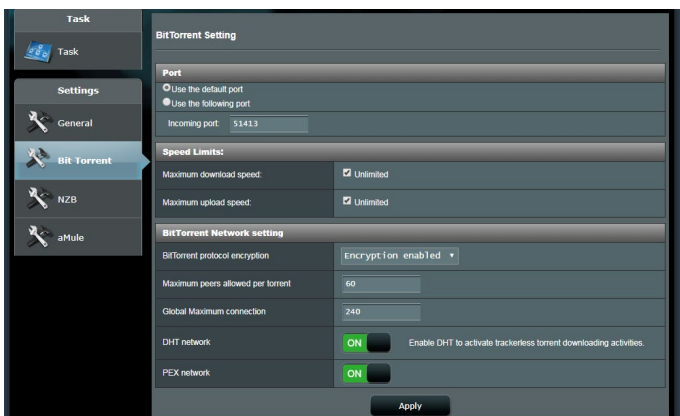 Task
Task
Settings
General
Bit Torrent
NZB
aMule
BitTorrent Setting
Port
Use the default port
Use the following port
Incoming port: 51413
Speed Limits:
Maximum download speed: Unlimited
Maximum upload speed: Unlimited
BitTorrent Network setting
BitTorrent protocol encryption Encryption enabled
Maximum peers allowed per torrent 60
Global Maximum connection 240
DHT network ON Enable DHT to activate trackerless torrent downloading activities.
PEX network ON
Apply